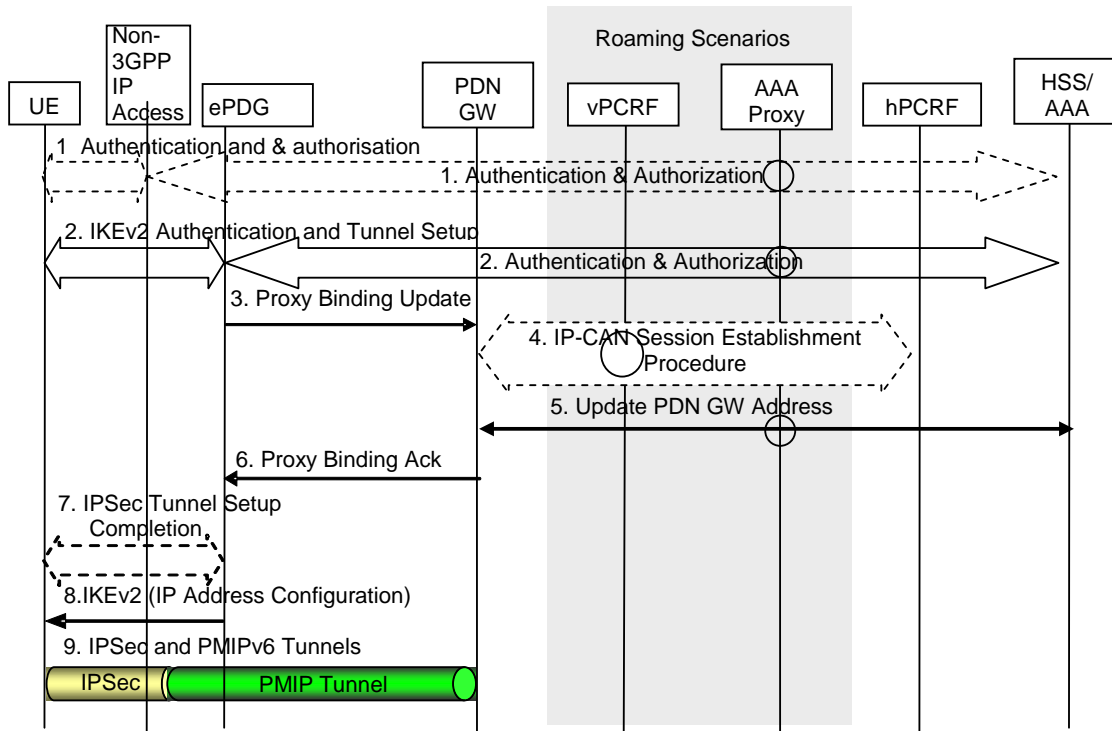 Roaming Scenarios
Non-
3GPP
IP
Access
UE
ePDG
PDN
GW
vPCRF
AAA
Proxy
hPCRF
HSS/
AAA
1 Authentication and & authorisation
1. Authentication & Authorization
2. IKEv2 Authentication and Tunnel Setup
2. Authentication & Authorization
3. Proxy Binding Update
4. IP-CAN Session Establishment
Procedure
5. Update PDN GW Address
6. Proxy Binding Ack
7. IPSec Tunnel Setup
Completion
8.IKEv2 (IP Address Configuration)
9. IPSec and PMIPv6 Tunnels
IPSec
PMIP Tunnel